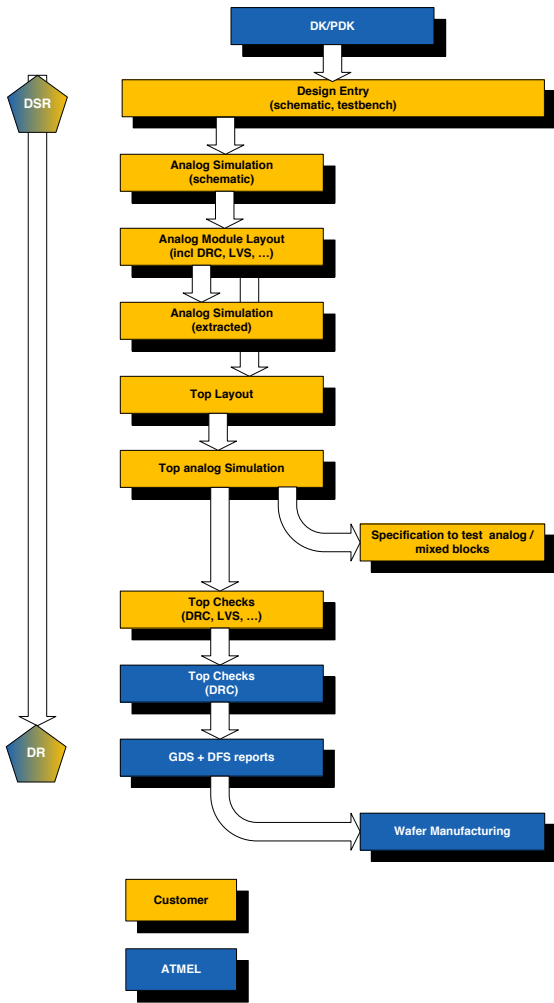 DK/PDK
DSR
Design Entry
(schematic, testbench)
Analog Simulation
(schematic)
Analog Module Layout
(incl DRC, LVS, ...)
Analog Simulation
(extracted)
Top Layout
Top analog Simulation
Specification to test analog /
mixed blocks
Top Checks
(DRC, LVS, ...)
Top Checks
(DRC)
DR
GDS + DFS reports
Wafer Manufacturing
Customer
ATMEL